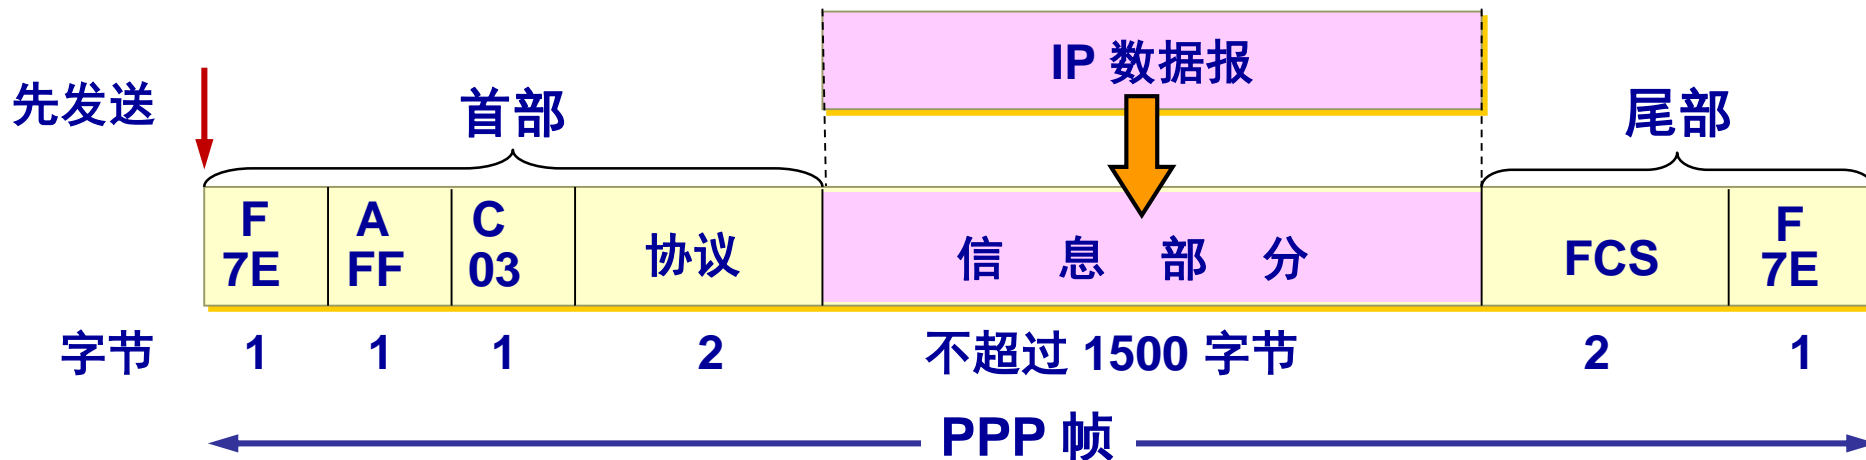 IP 数据报
先发送
首部
尾部
F A C
7E FF 03 协议 信 息 部 分 FCS F
7E
字节 1 1 1 2 不超过 1500 字节 2 1
PPP 帧